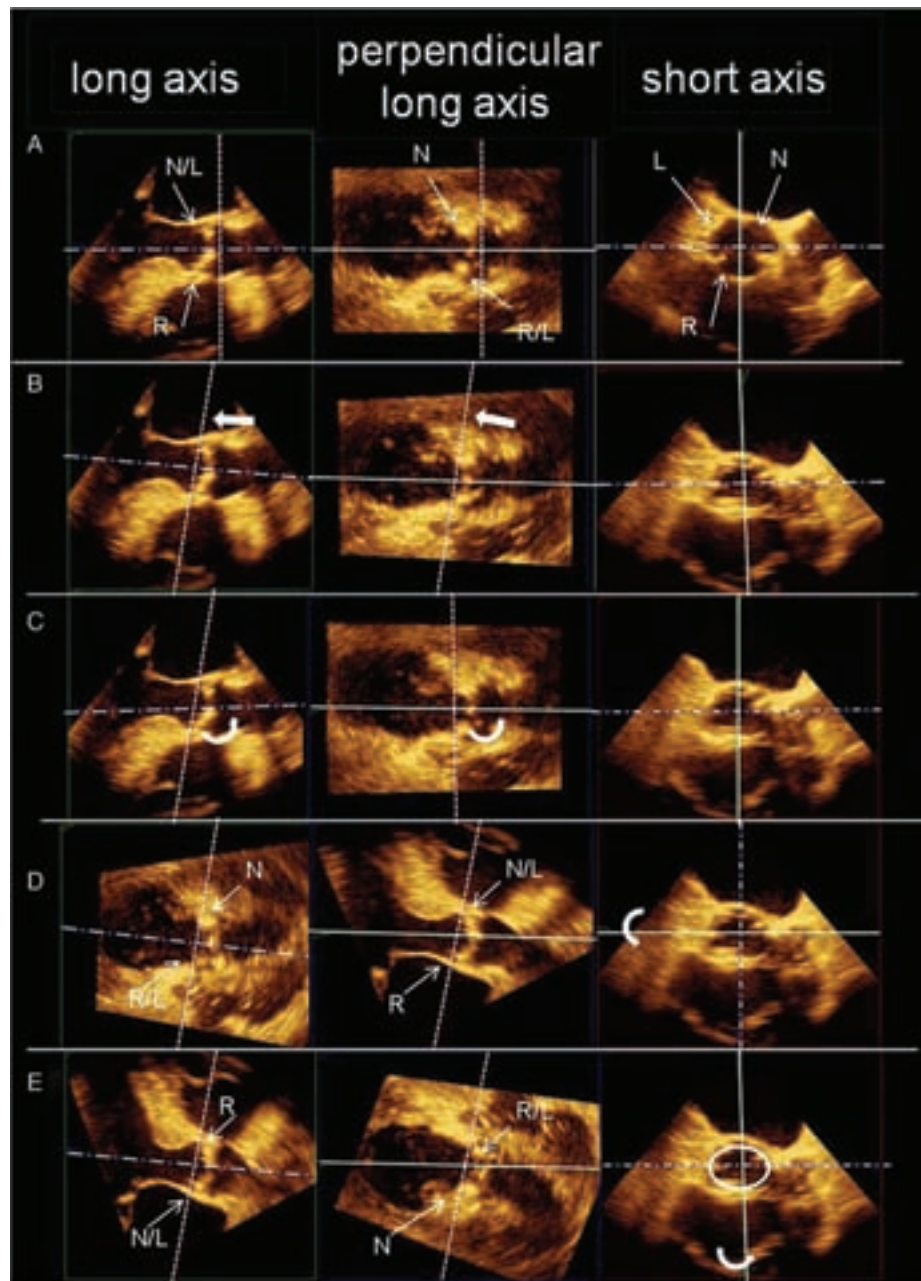 long axis
perpendicular
long axis
short axis
A
N/L
R
N
R/L
L
N
R
B
C
D
N
R/L
N/L
R
E
R
N/L
R/L
N